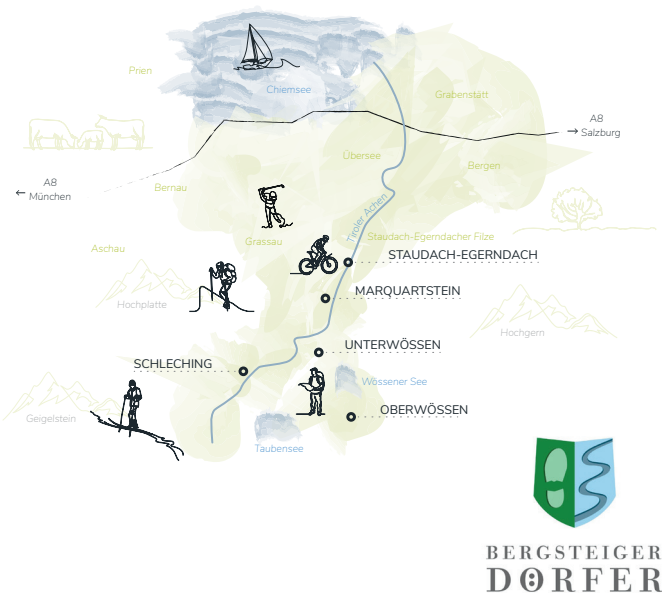 Prien
Chiemsee
Grabenstätt
A8
→ Salzburg
Übersee
Bergen
A8
← München
Bernau
Tiroler Achen
Staudach-Egerndacher Filze
Grassau
Aschau
STAUDACH-EGERNDACH
MARQUARTSTEIN
Hochplatte
Hochgern
UNTERWÖSSEN
SCHLECHING
Wössener See
OBERWÖSSEN
Geigelstein
Taubensee
BERGSTEIGER
DÖRFER